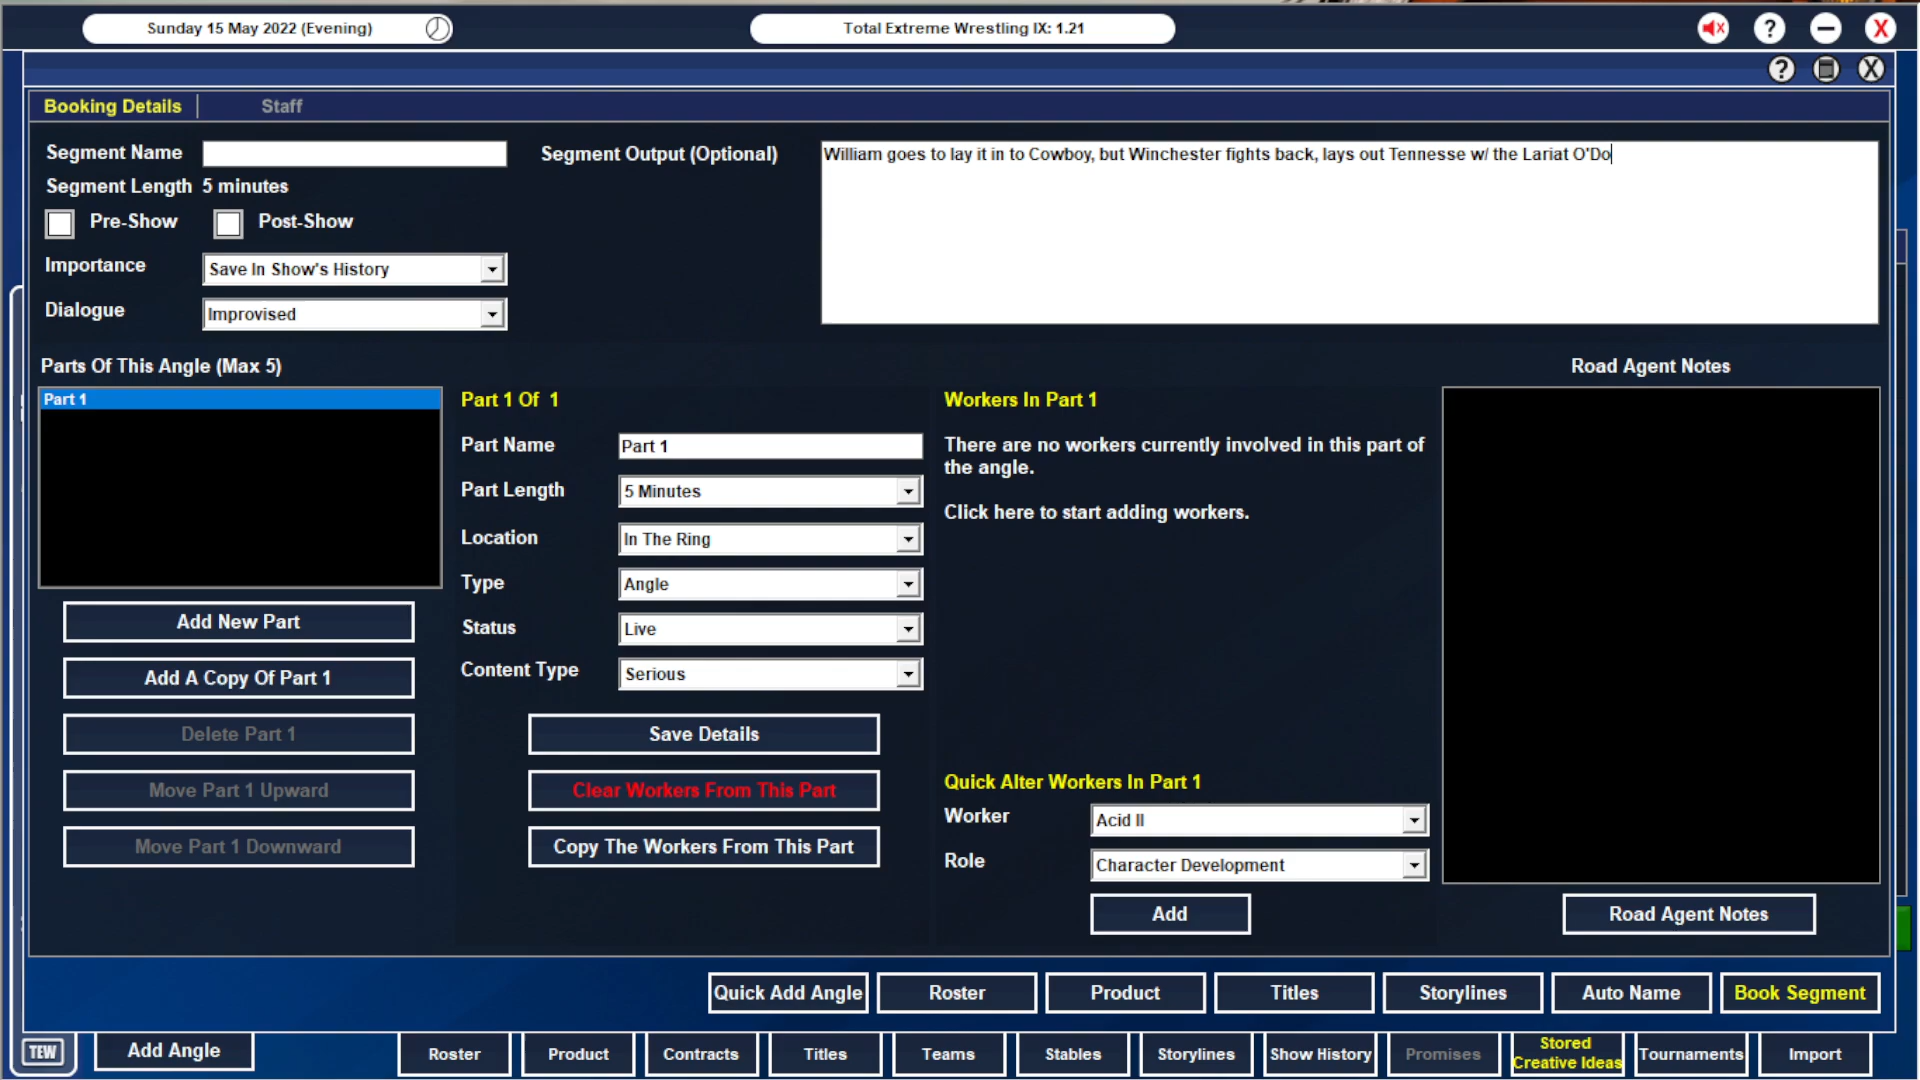 Sunday 15 May 2022 (Evening)
Total Extreme Wrestling IX: 1.21
?
X
?
X
Booking Details
Staff
Segment Name
Segment Output (Optional)
William goes to lay it in to Cowboy, but Winchester fights back, lays out Tennesse w/ the Lariat O'Do
Segment Length 5 minutes
Pre-Show
Post-Show
Importance
Save In Show's History
Dialogue
Improvised
Parts Of This Angle (Max 5)
Road Agent Notes
Part 1
Part 1 Of 1
Workers In Part 1
Part Name
Part 1
There are no workers currently involved in this part of
the angle.
Part Length
5 Minutes
Click here to start adding workers.
Location
In The Ring
Type
Angle
Status
Live
Content Type
Serious
Add New Part
Add A Copy Of Part 1
Delete Part 1
Move Part 1 Upward
Move Part 1 Downward
Save Details
Clear Workers From This Part
Copy The Workers From This Part
Quick Alter Workers In Part 1
Worker
Acid II
Role
Character Development
Add
Road Agent Notes
Quick Add Angle
Roster
Product
Titles
Storylines
Auto Name
Book Segment
TEW
Add Angle
Roster
Product
Contracts
Titles
Teams
Stables
Storylines
Show History
Promises
Stored
Creative Ideas
Tournaments
Import